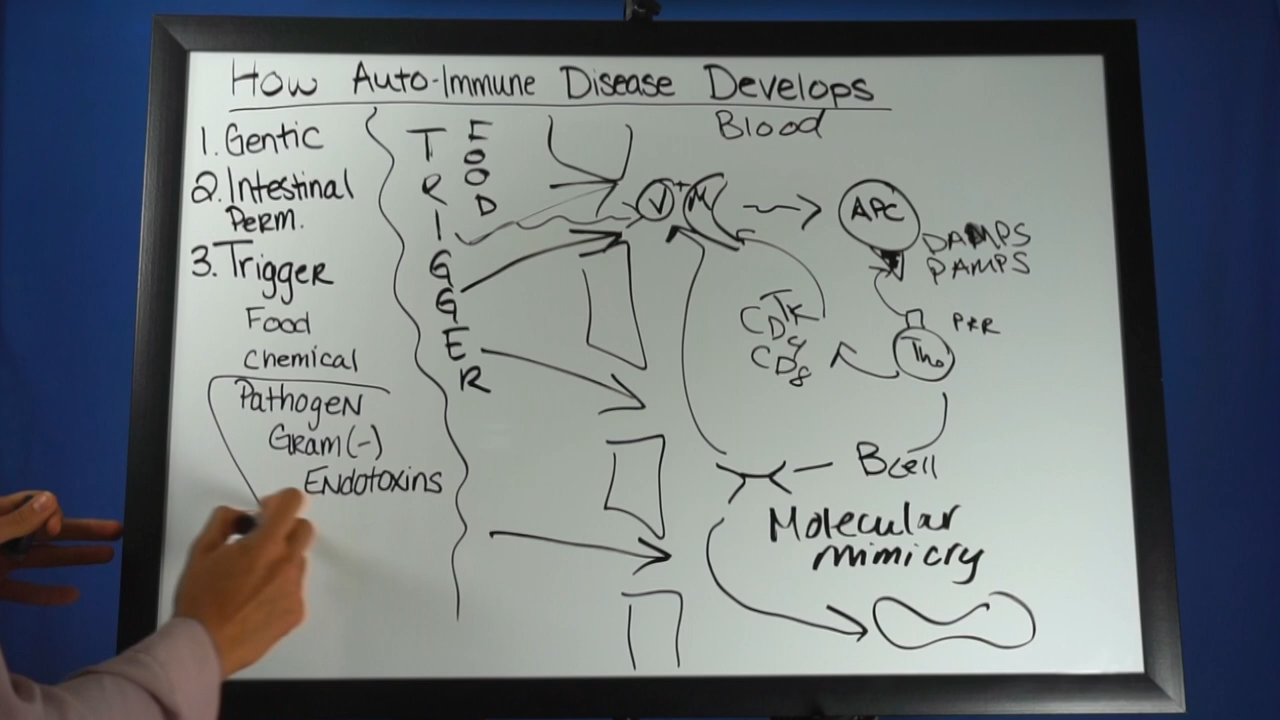 How Auto-Immune Disease Develops
1. Gentic
2. Intestinal
Perm.
3. Trigger
Food
Chemical
Pathogen
Gram (-)
Endotoxins
TRIGGER
FOOD
Blood
V + M
APC
DAMPS
PAMPS
PRR
Tho
TK
CD4
CD8
B cell
Molecular
mimicry